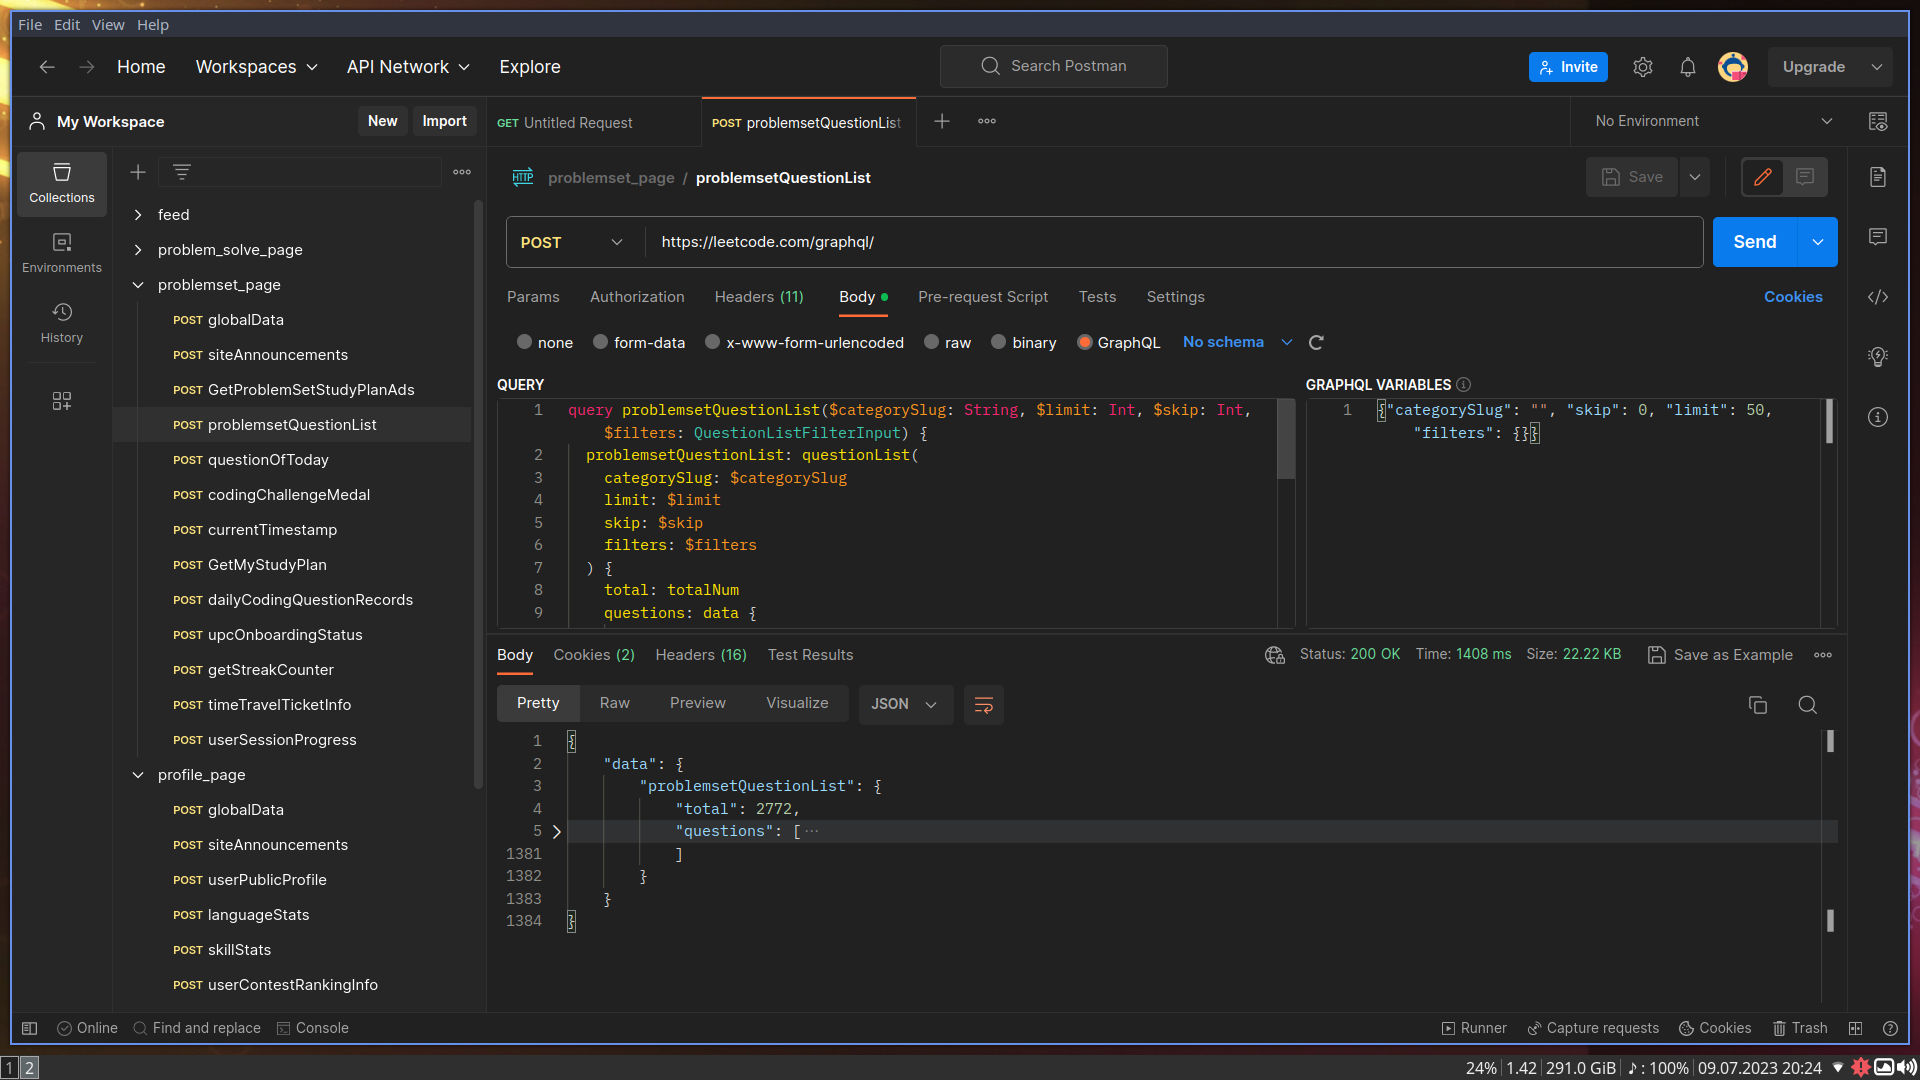 File Edit View Help
Home Workspaces API Network Explore Search Postman Invite Upgrade
My Workspace New Import
GET Untitled Request POST problemsetQuestionList No Environment
Collections
Environments
History
feed
problem_solve_page
problemset_page
POST globalData
POST siteAnnouncements
POST GetProblemSetStudyPlanAds
POST problemsetQuestionList
POST questionOfToday
POST codingChallengeMedal
POST currentTimestamp
POST GetMyStudyPlan
POST dailyCodingQuestionRecords
POST upcOnboardingStatus
POST getStreakCounter
POST timeTravelTicketInfo
POST userSessionProgress
profile_page
POST globalData
POST siteAnnouncements
POST userPublicProfile
POST languageStats
POST skillStats
POST userContestRankingInfo
HTTP problemset_page / problemsetQuestionList Save
POST https://leetcode.com/graphql/ Send
Params Authorization Headers (11) Body Pre-request Script Tests Settings Cookies
none form-data x-www-form-urlencoded raw binary GraphQL No schema
QUERY
1 query problemsetQuestionList($categorySlug: String, $limit: Int, $skip: Int,
$filters: QuestionListFilterInput) {
2 problemsetQuestionList: questionList(
3 categorySlug: $categorySlug
4 limit: $limit
5 skip: $skip
6 filters: $filters
7 ) {
8 total: totalNum
9 questions: data {
GRAPHQL VARIABLES
1 {"categorySlug": "", "skip": 0, "limit": 50,
"filters": {}}
Body Cookies (2) Headers (16) Test Results Status: 200 OK Time: 1408 ms Size: 22.22 KB Save as Example
Pretty Raw Preview Visualize JSON
1 {
2 "data": {
3 "problemsetQuestionList": {
4 "total": 2772,
5 "questions": [ ···
1381 ]
1382 }
1383 }
1384 }
Online Find and replace Console Runner Capture requests Cookies Trash
1 2 24% 1.42 291.0 GiB ♪: 100% 09.07.2023 20:24